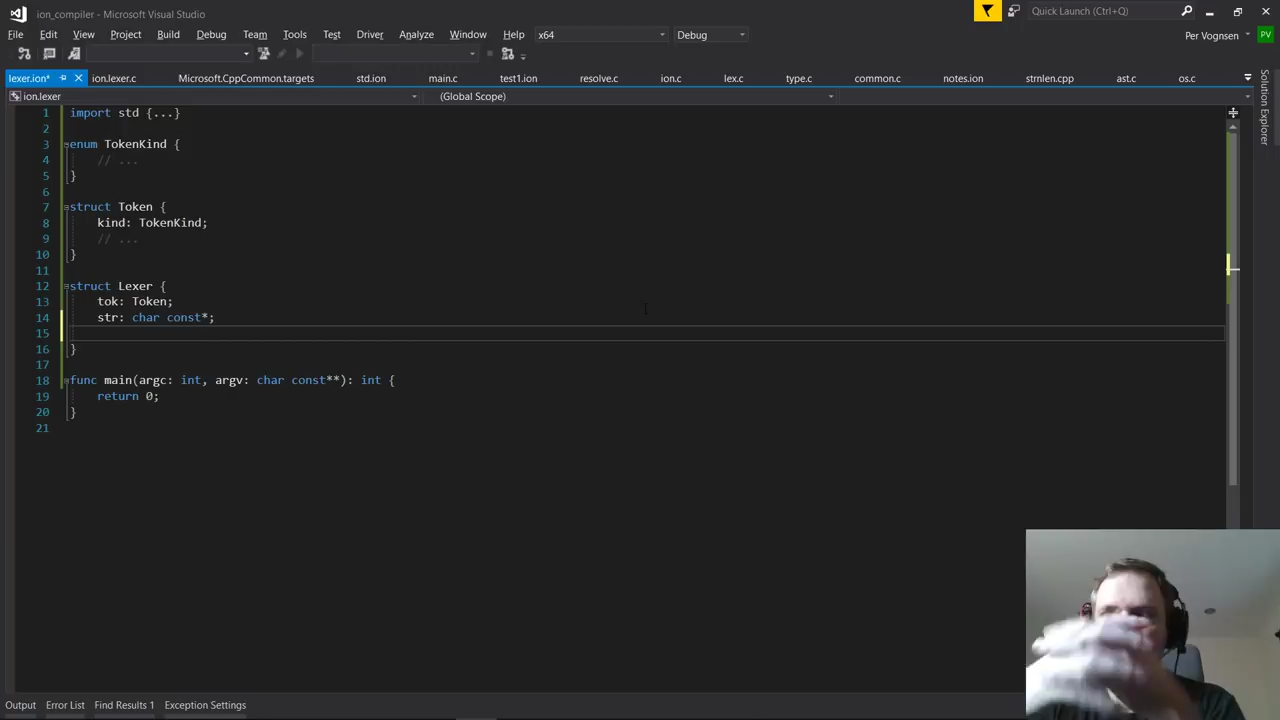 ion_compiler - Microsoft Visual Studio
Quick Launch (Ctrl+Q)
File Edit View Project Build Debug Team Tools Test Driver Analyze Window Help x64 Debug
Per Vognsen PV
lexer.ion* ion.lexer.c Microsoft.CppCommon.targets std.ion main.c test1.ion resolve.c ion.c lex.c type.c common.c notes.ion strnlen.cpp ast.c os.c
ion.lexer (Global Scope)
Solution Explorer
1 import std {...}
2
3 enum TokenKind {
4 // ...
5 }
6
7 struct Token {
8 kind: TokenKind;
9 // ...
10 }
11
12 struct Lexer {
13 tok: Token;
14 str: char const*;
15
16 }
17
18 func main(argc: int, argv: char const**): int {
19 return 0;
20 }
21
Output Error List Find Results 1 Exception Settings